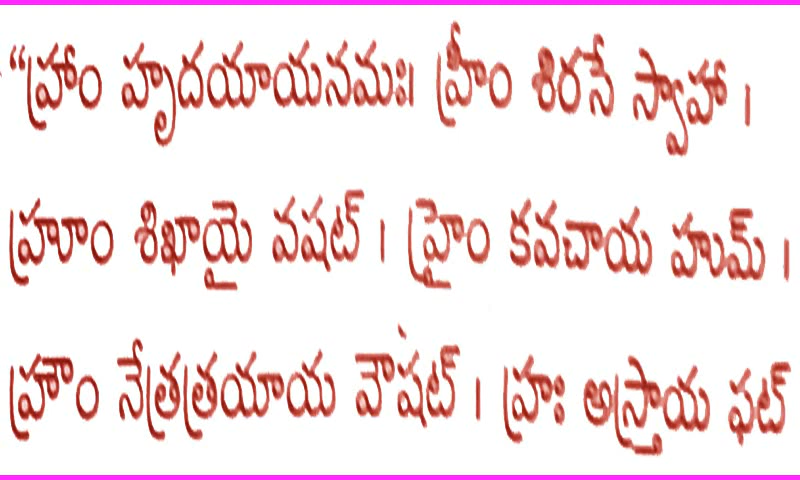 “హ్రాం హృదయాయనమః। హ్రీం శిరసే స్వాహా ।
హ్రూం శిఖాయై వషట్ । హ్రైం కవచాయ హుమ్ ।
హ్రౌం నేత్రత్రయాయ వౌషట్ । హ్రః అస్త్రాయ ఫట్